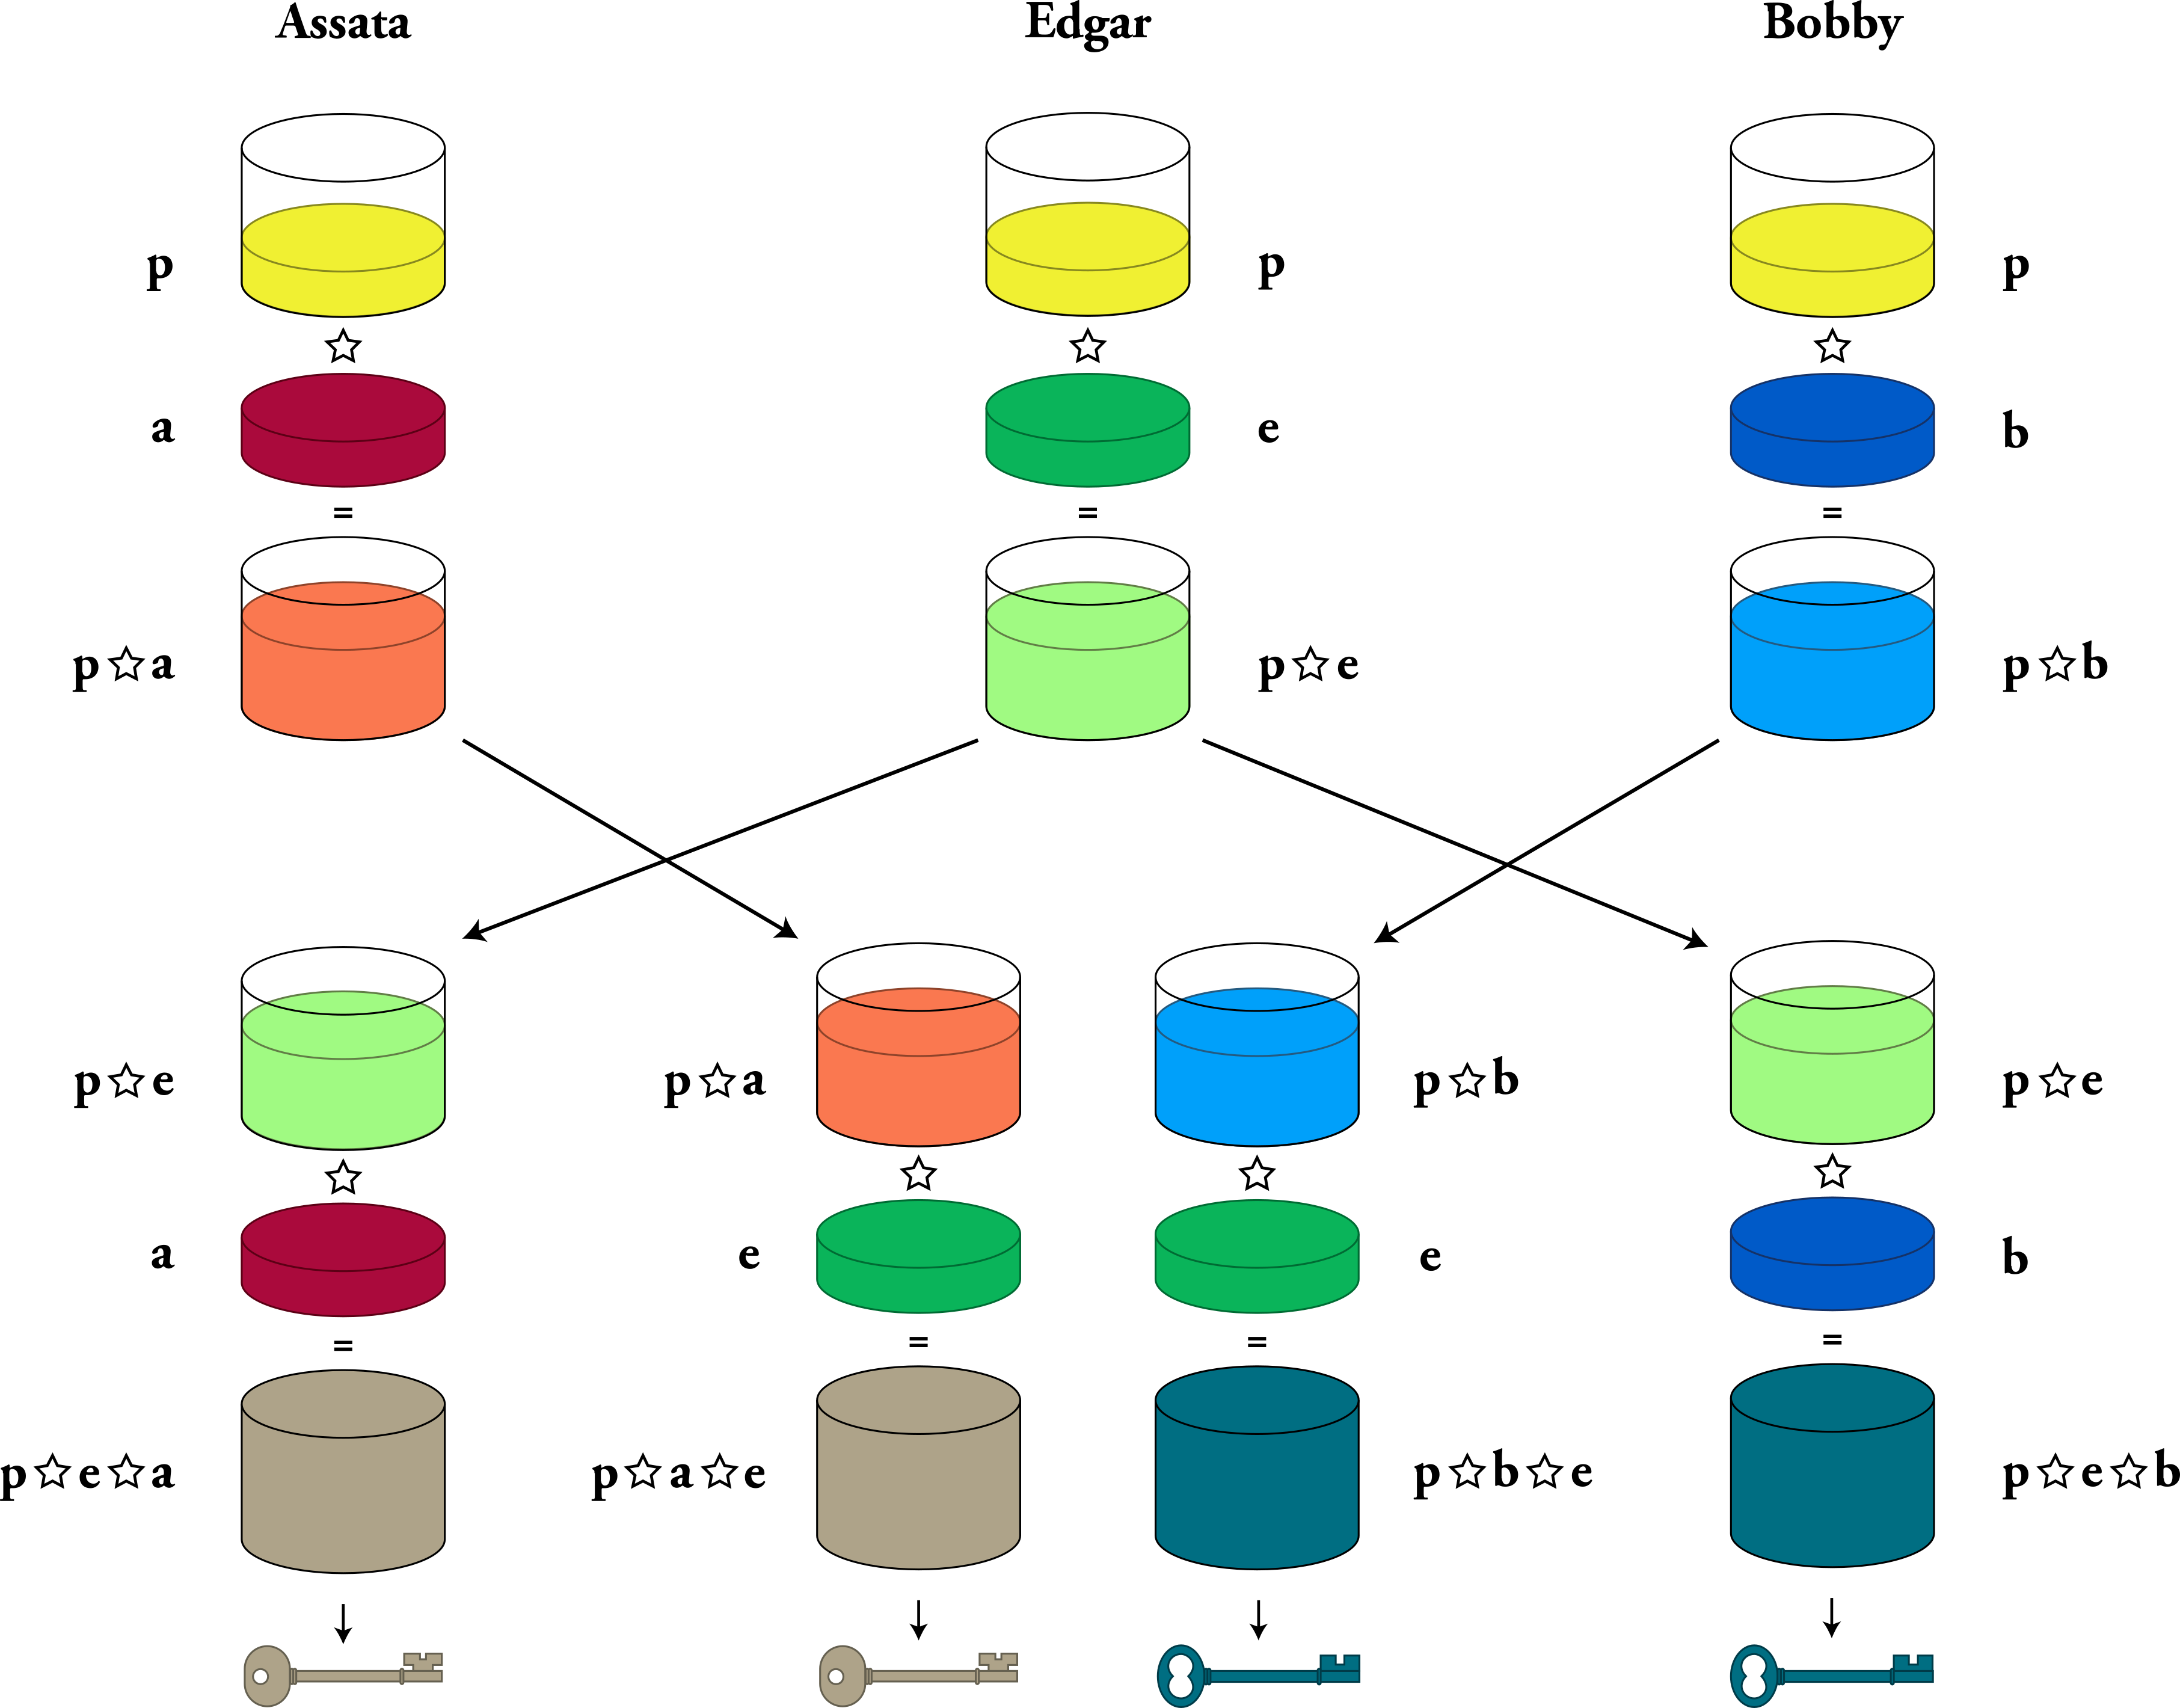 Assata Edgar Bobby
p p p
☆ ☆ ☆
a e b
= = =
p☆a p☆e p☆b
p☆e p☆a p☆b p☆e
☆ ☆ ☆ ☆
a e e b
= = = =
p☆e☆a p☆a☆e p☆b☆e p☆e☆b